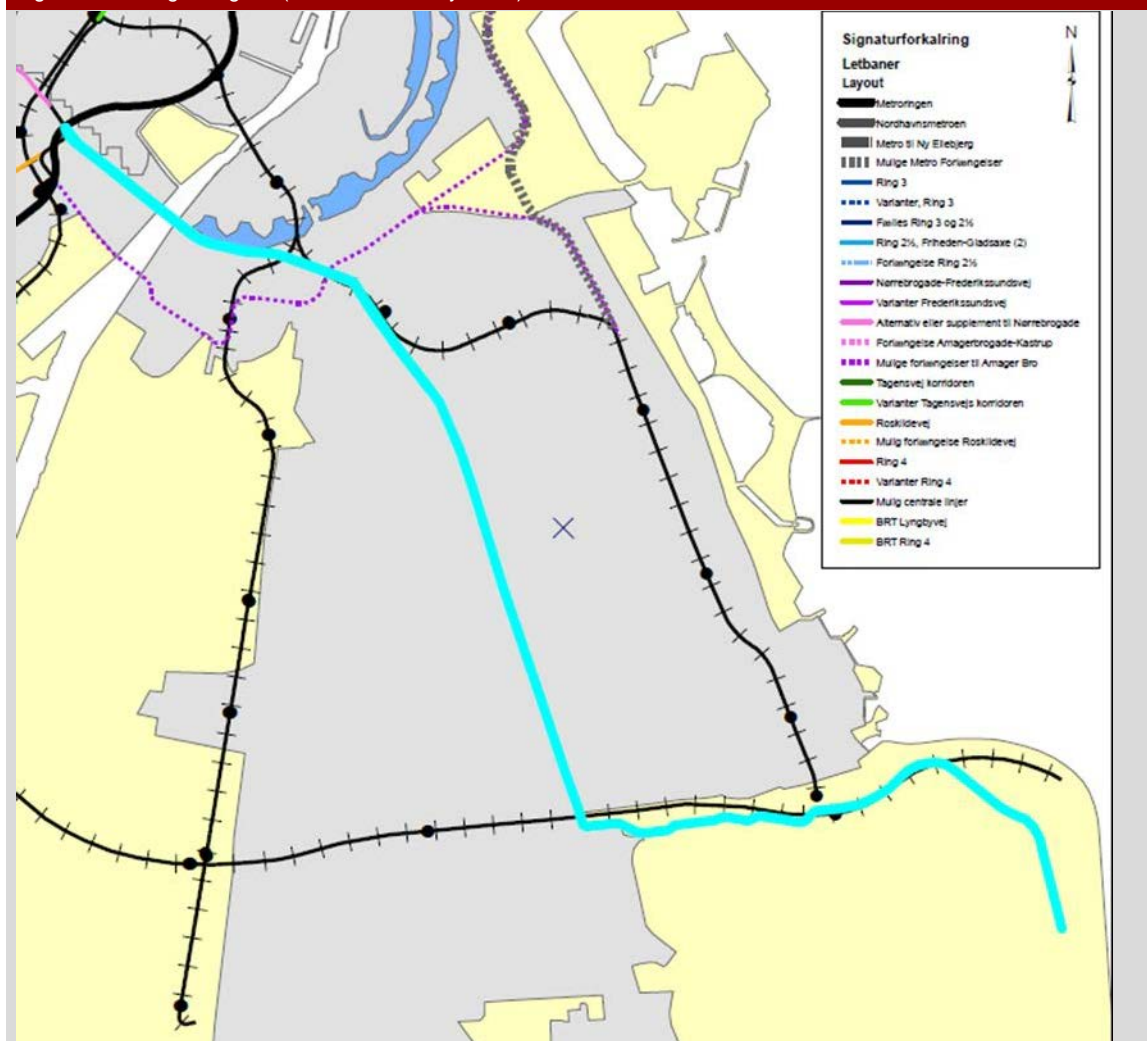 Signaturforkalring
N
Letbaner
Layout
Metroringen
Nordhavnsmetroen
Metro til Ny Ellebjerg
Mulige Metro Forlængelser
Ring 3
Varianter, Ring 3
Fælles Ring 3 og 2½
Ring 2½, Friheden-Gladsaxe (2)
Forlængelse Ring 2½
Nørrebrogade-Frederikssundsvej
Varianter Frederikssundsvej
Alternativ eller supplement til Nørrebrogade
Forlængelse Amagerbrogade-Kastrup
Mulige forlængelser til Amager Bro
Tagensvej korridoren
Varianter Tagensvejs korridoren
Roskildevej
Mulig forlængelse Roskildevej
Ring 4
Varianter Ring 4
Mulig centrale linjer
BRT Lyngbyvej
BRT Ring 4